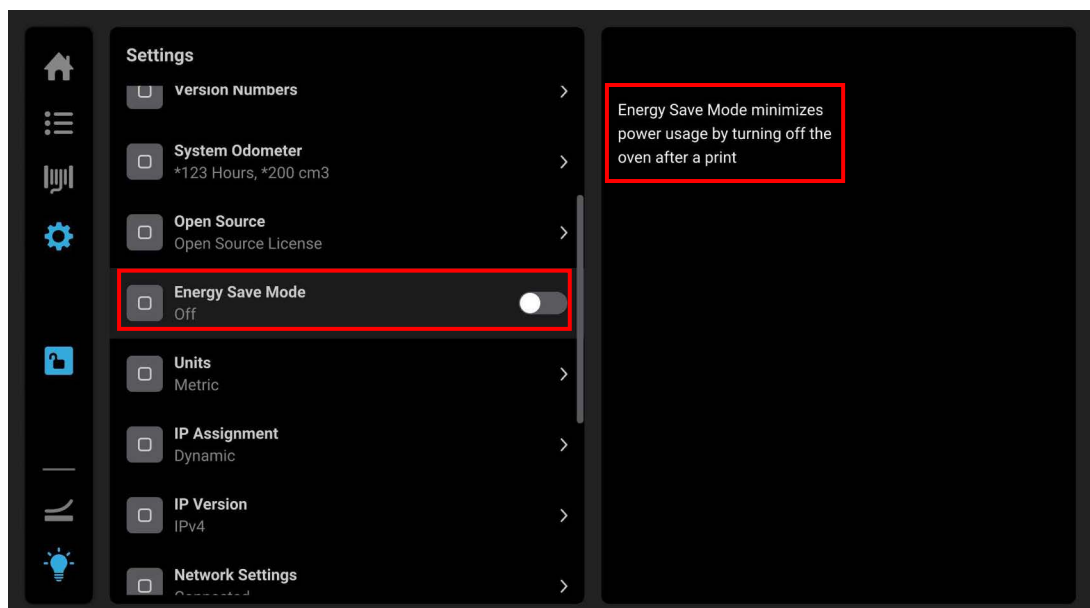 Settings
Version Numbers
System Odometer
*123 Hours, *200 cm3
Open Source
Open Source License
Energy Save Mode
Off
Units
Metric
IP Assignment
Dynamic
IP Version
IPv4
Network Settings
Connected
Energy Save Mode minimizes
power usage by turning off the
oven after a print